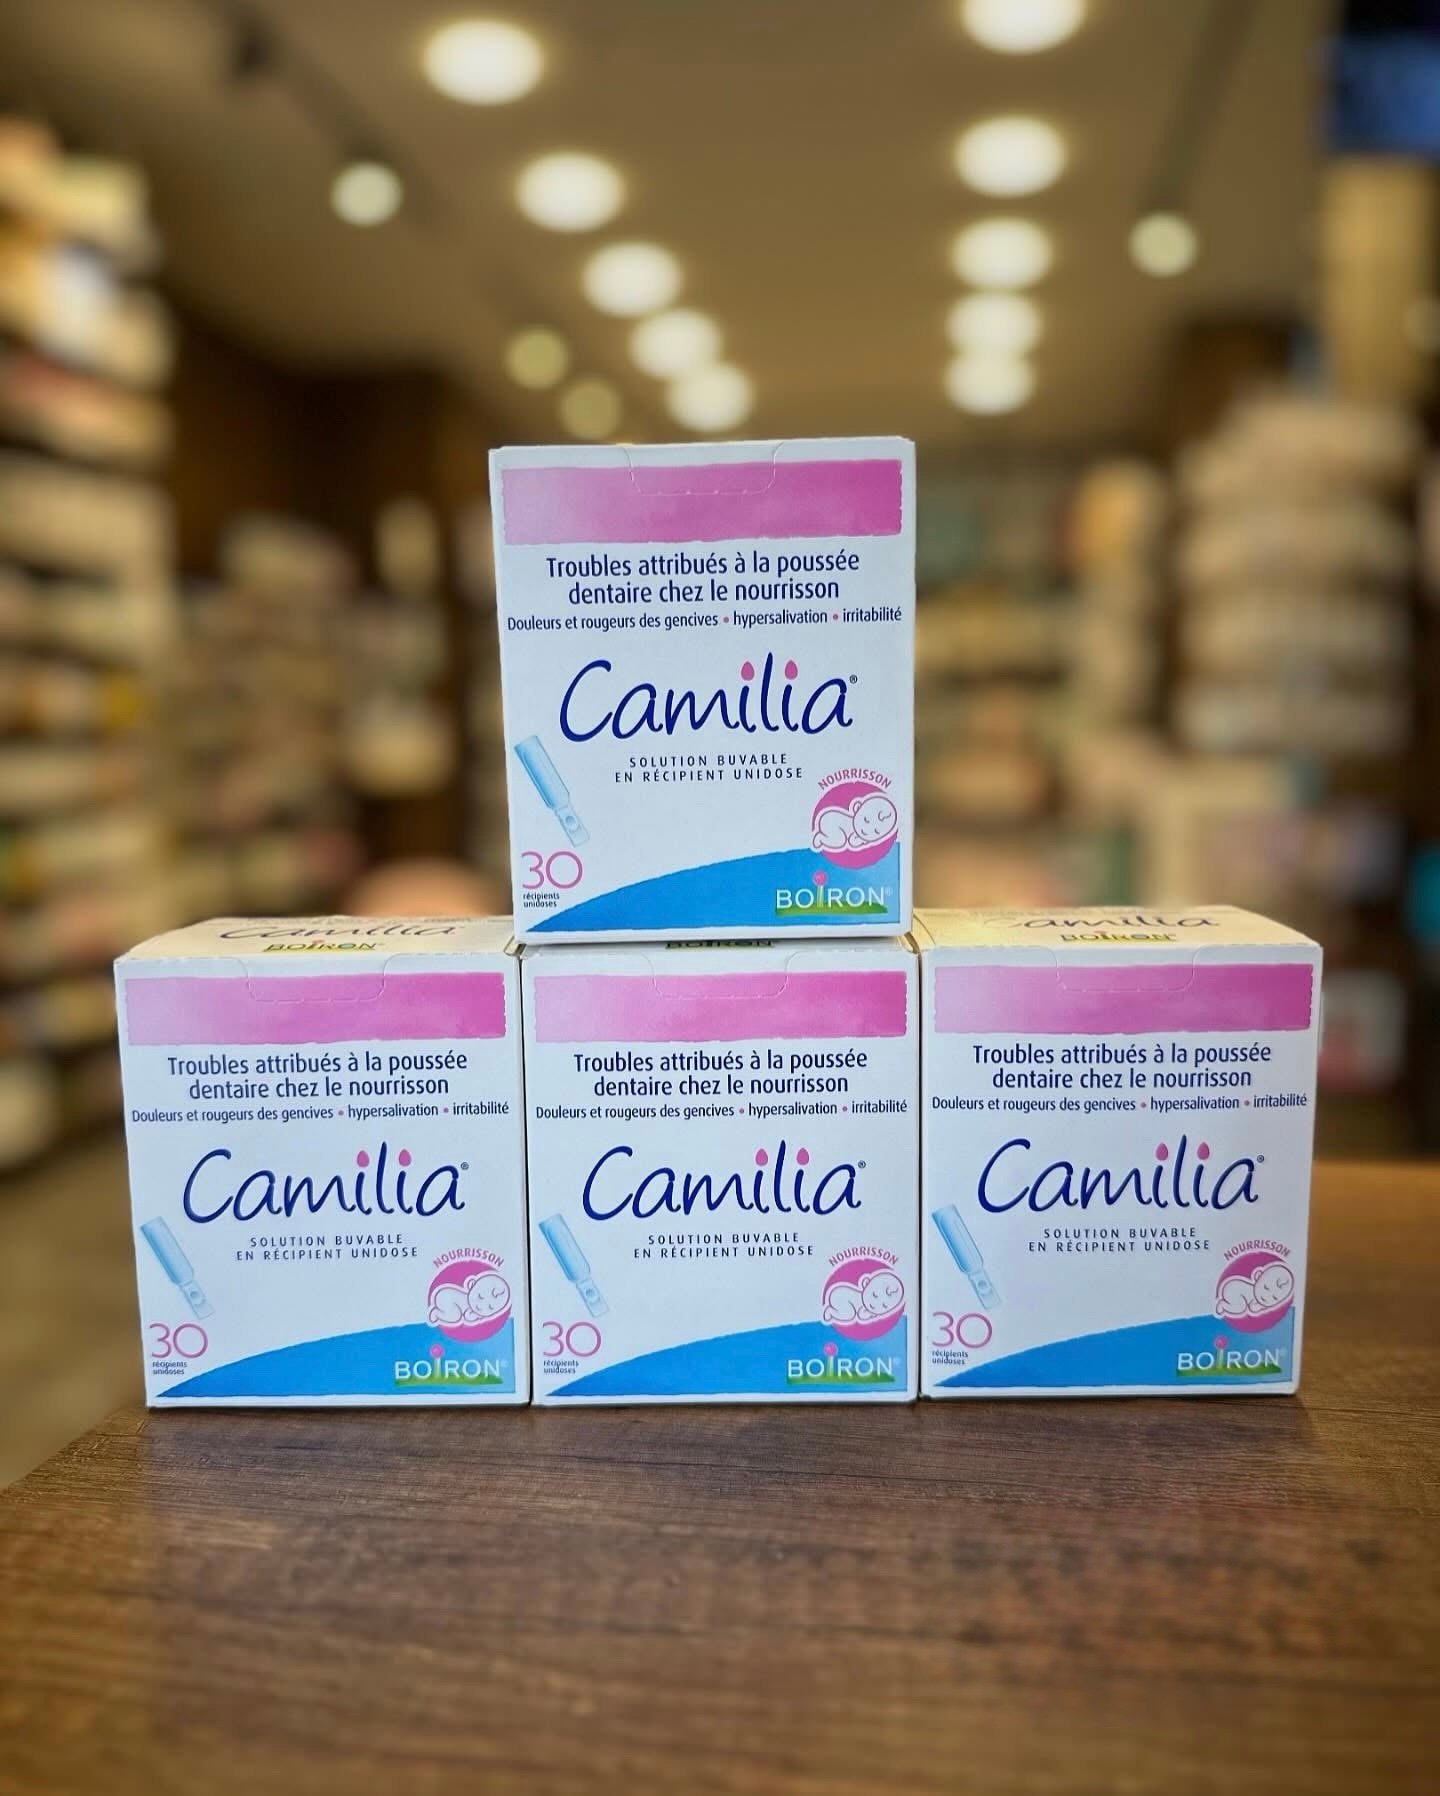 Troubles attribués à la poussée
dentaire chez le nourrisson
Douleurs et rougeurs des gencives • hypersalivation • irritabilité
Camilia®
SOLUTION BUVABLE
EN RÉCIPIENT UNIDOSE
NOURRISSON
30
récipients
unidoses
BOIRON®
Camilia
BOIRON
Troubles attribués à la poussée
dentaire chez le nourrisson
Douleurs et rougeurs des gencives • hypersalivation • irritabilité
Camilia®
SOLUTION BUVABLE
EN RÉCIPIENT UNIDOSE
NOURRISSON
30
récipients
unidoses
BOIRON®
BOIRON
Troubles attribués à la poussée
dentaire chez le nourrisson
Douleurs et rougeurs des gencives • hypersalivation • irritabilité
Camilia®
SOLUTION BUVABLE
EN RÉCIPIENT UNIDOSE
NOURRISSON
30
récipients
unidoses
BOIRON®
Camilia
BOIRON
Troubles attribués à la poussée
dentaire chez le nourrisson
Douleurs et rougeurs des gencives • hypersalivation • irritabilité
Camilia®
SOLUTION BUVABLE
EN RÉCIPIENT UNIDOSE
NOURRISSON
30
récipients
unidoses
BOIRON®